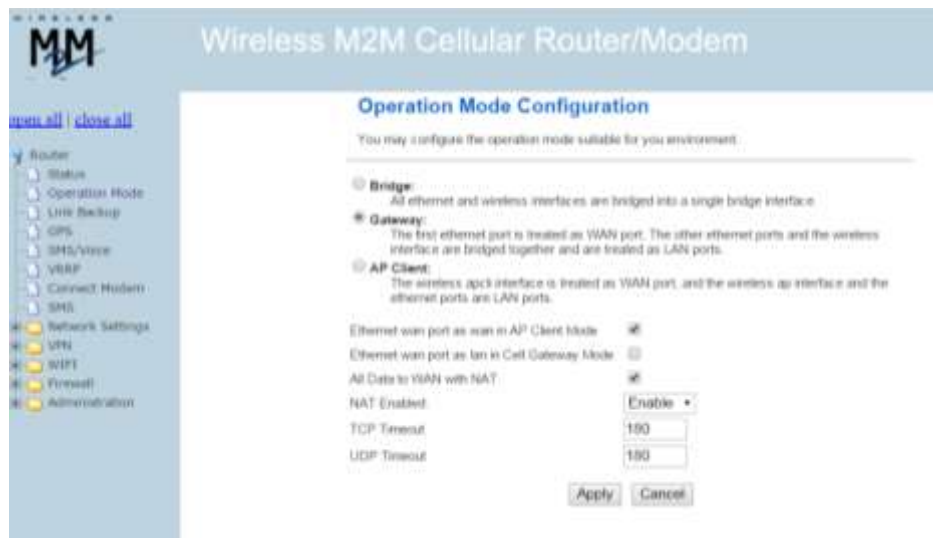 WIRELESS
M2M
Wireless M2M Cellular Router/Modem
open all | close all
Router
Status
Operation Mode
Link Backup
GPS
SMS/Voice
VRRP
Connect Modem
SMS
Network Settings
VPN
WIFI
Firewall
Administration
Operation Mode Configuration
You may configure the operation mode suitable for you environment.
Bridge:
All ethernet and wireless interfaces are bridged into a single bridge interface.
Gateway:
The first ethernet port is treated as WAN port. The other ethernet ports and the wireless
interface are bridged together and are treated as LAN ports.
AP Client:
The wireless apcli interface is treated as WAN port, and the wireless ap interface and the
ethernet ports are LAN ports.
Ethernet wan port as wan in AP Client Mode
Ethernet wan port as lan in Cell Gateway Mode
All Data to WAN with NAT
NAT Enabled: Enable
TCP Timeout 180
UDP Timeout 180
Apply Cancel